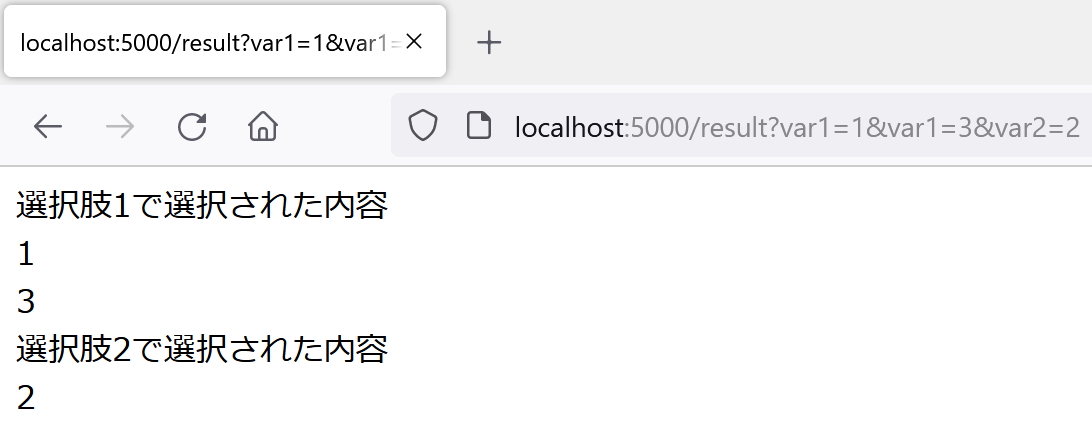 localhost:5000/result?var1=1&var1=
localhost:5000/result?var1=1&var1=3&var2=2
選択肢1で選択された内容
1
3
選択肢2で選択された内容
2